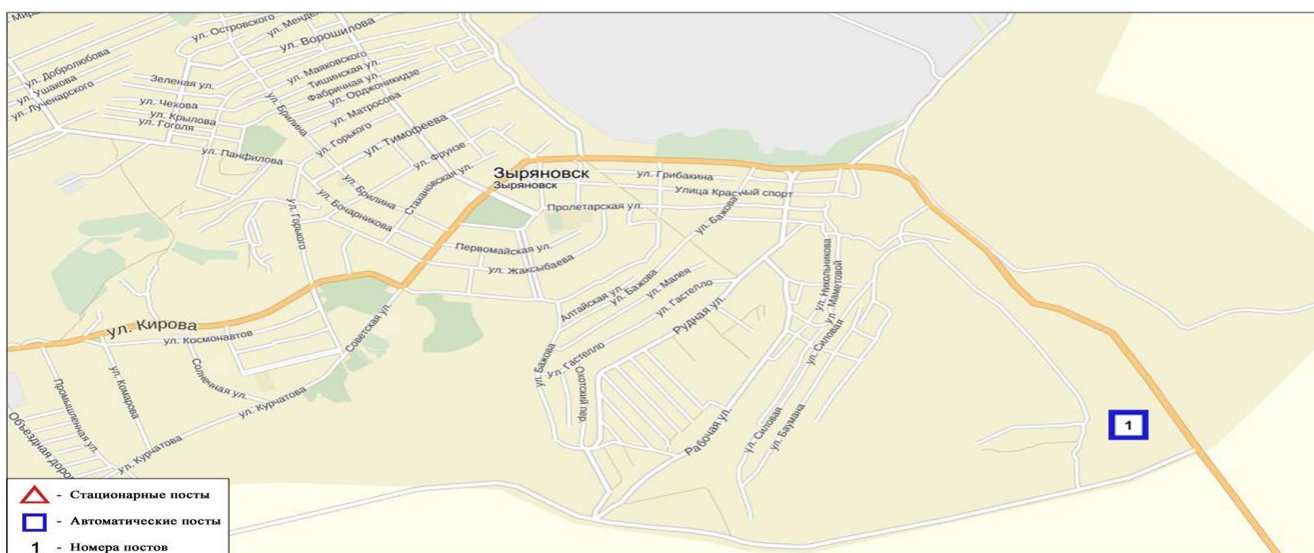 ул. Островского
ул. Ворошилова
ул. Добролюбова
ул. Маяковского
Зеленая ул.
Тишинская ул.
ул. Ушакова
Фабричная ул.
ул. Орджоникидзе
ул. Луначарского
ул. Чехова
ул. Брилина
ул. Матросова
ул. Крылова
ул. Гоголя
ул. Горького
ул. Тимофеева
ул. Панфилова
ул. Фрунзе
Зыряновск
Зыряновск
ул. Грибакина
Стахановская ул.
ул. Брилина
Улица Красный спорт
ул. Бочарникова
Пролетарская ул.
ул. Горького
ул. Бажова
Первомайская ул.
ул. Никольникова
ул. Жаксыбаева
ул. Маметовой
ул. Малея
ул. Бажова
Алтайская ул.
ул. Гастелло
Рудная ул.
ул. Кирова
ул. Космонавтов
Советская ул.
ул. Силовая
ул. Гастелло
ул. Бажова
Охотский пер.
Солнечная ул.
ул. Комарова
Промышленная ул.
ул. Курчатова
Рабочая ул.
ул. Силовая
ул. Баумана
1
Объездная доро
ул. Курчатова
- Стационарные посты
- Автоматические посты
1 - Номера постов